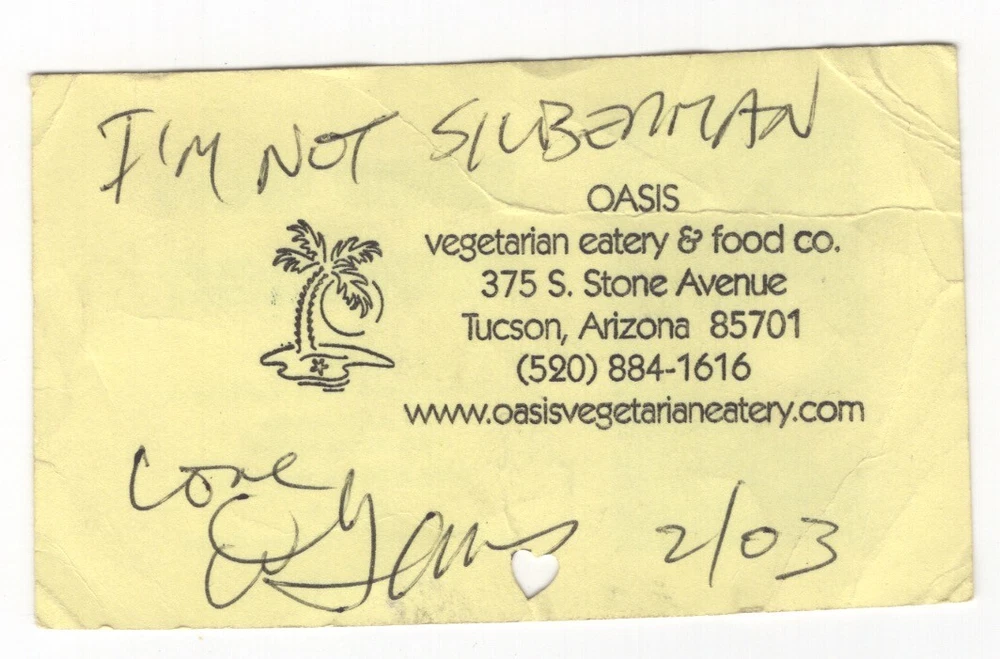 I'M NOT SILBERMAN
OASIS
vegetarian eatery & food co.
375 S. Stone Avenue
Tucson, Arizona 85701
(520) 884-1616
www.oasisvegetarianeatery.com
Love
2/03